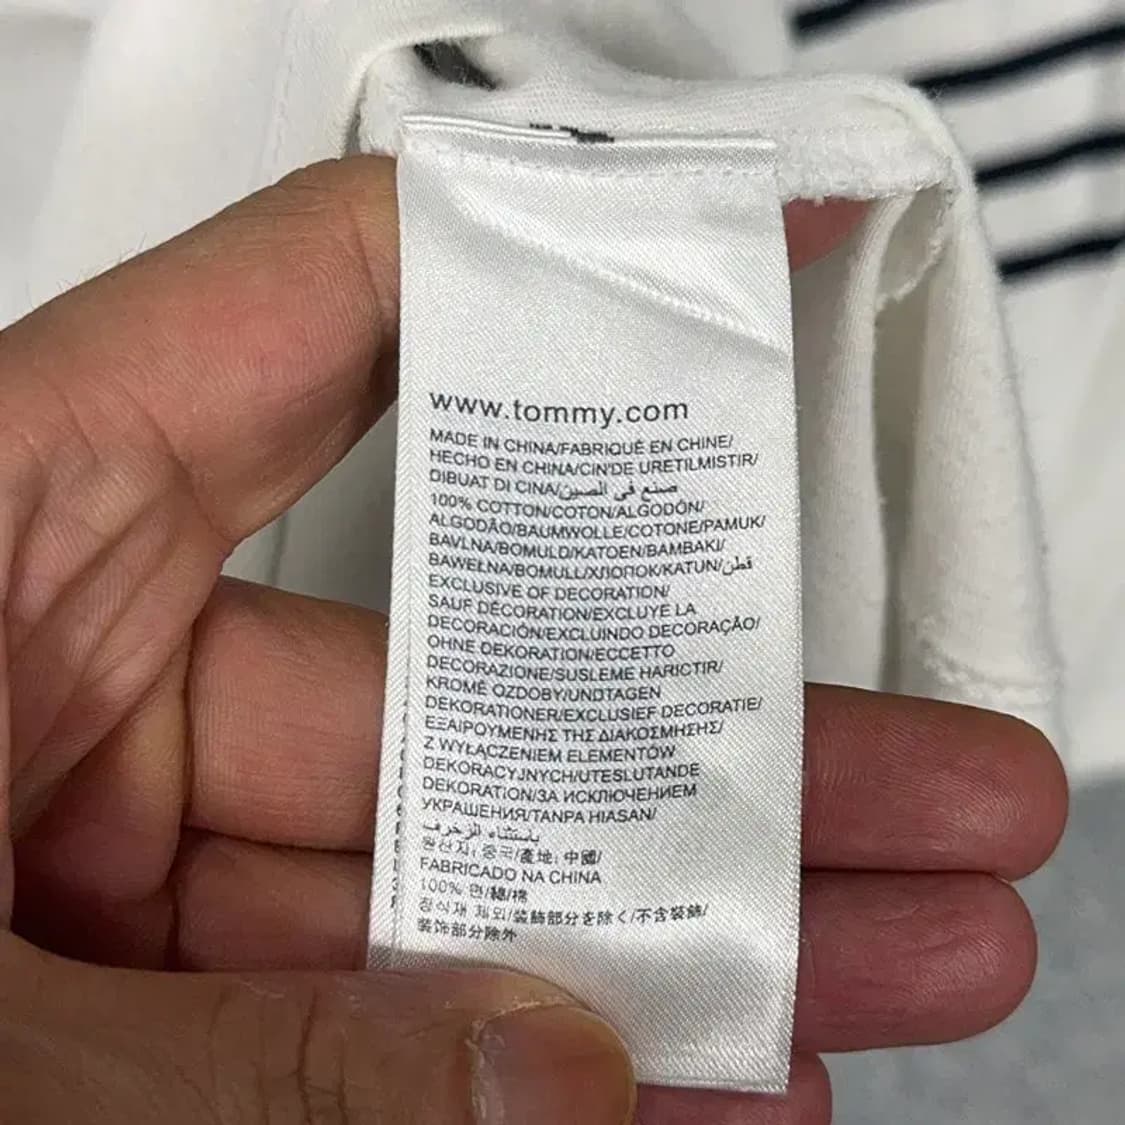 www.tommy.com
MADE IN CHINA/FABRIQUÉ EN CHINE/
HECHO EN CHINA/CIN'DE URETILMISTIR/
DIBUAT DI CINA/صنع في الصين
100% COTTON/COTON/ALGODÓN/
ALGODÃO/BAUMWOLLE/COTONE/PAMUK/
BAVLNA/BOMULD/KATOEN/BAMBAKI/
BAWEŁNA/BOMULL/ХЛОПОК/KATUN/قطن
EXCLUSIVE OF DECORATION/
SAUF DÉCORATION/EXCLUYE LA
DECORACIÓN/EXCLUINDO DECORAÇÃO/
OHNE DEKORATION/ECCETTO
DECORAZIONE/SUSLEME HARICTIR/
KROMĚ OZDOBY/UNDTAGEN
DEKORATIONER/EXCLUSIEF DECORATIE/
ΕΞΑΙΡΟΥΜΕΝΗΣ ΤΗΣ ΔΙΑΚΟΣΜΗΣΗΣ/
Z WYŁĄCZENIEM ELEMENTÓW
DEKORACYJNYCH/UTESLUTANDE
DEKORATION/ЗА ИСКЛЮЧЕНИЕМ
УКРАШЕНИЯ/TANPA HIASAN/
باستثناء الزخرف
원산지: 중국/產地: 中國/
FABRICADO NA CHINA
100% 면/綿/棉
장식재 제외/装飾部分を除く/不含裝飾/
装饰部分除外